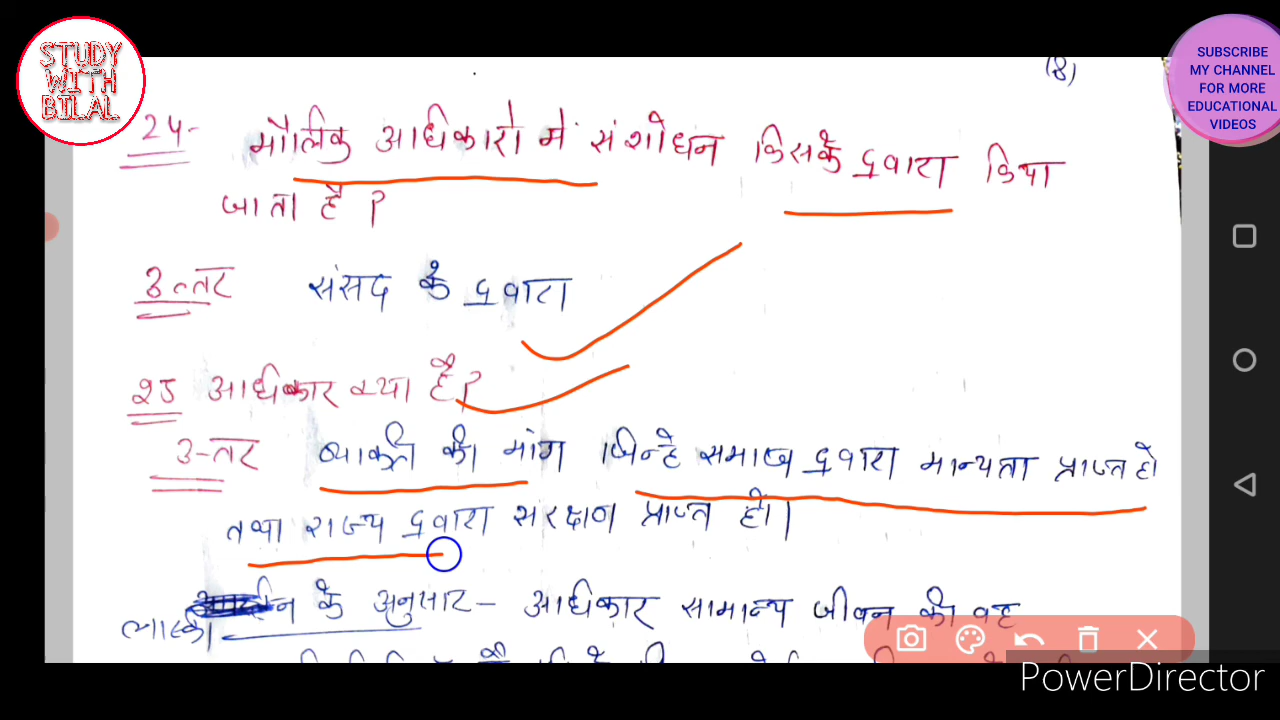 STUDY
WITH
BILAL
SUBSCRIBE
MY CHANNEL
FOR MORE
EDUCATIONAL
VIDEOS
(8)
24- मौलिक अधिकारो में संशोधन किसके द्वारा किया
जाता है ?
उत्तर संसद के द्वारा
25 अधिकार क्या है?
उत्तर व्यक्ति की मांग जिन्हे समाज द्वारा मान्यता प्राप्त हो
तथा राज्य द्वारा सरक्षण प्राप्त हो।
के अनुसार- अधिकार सामान्य जीवन की वह
लास्की
PowerDirector